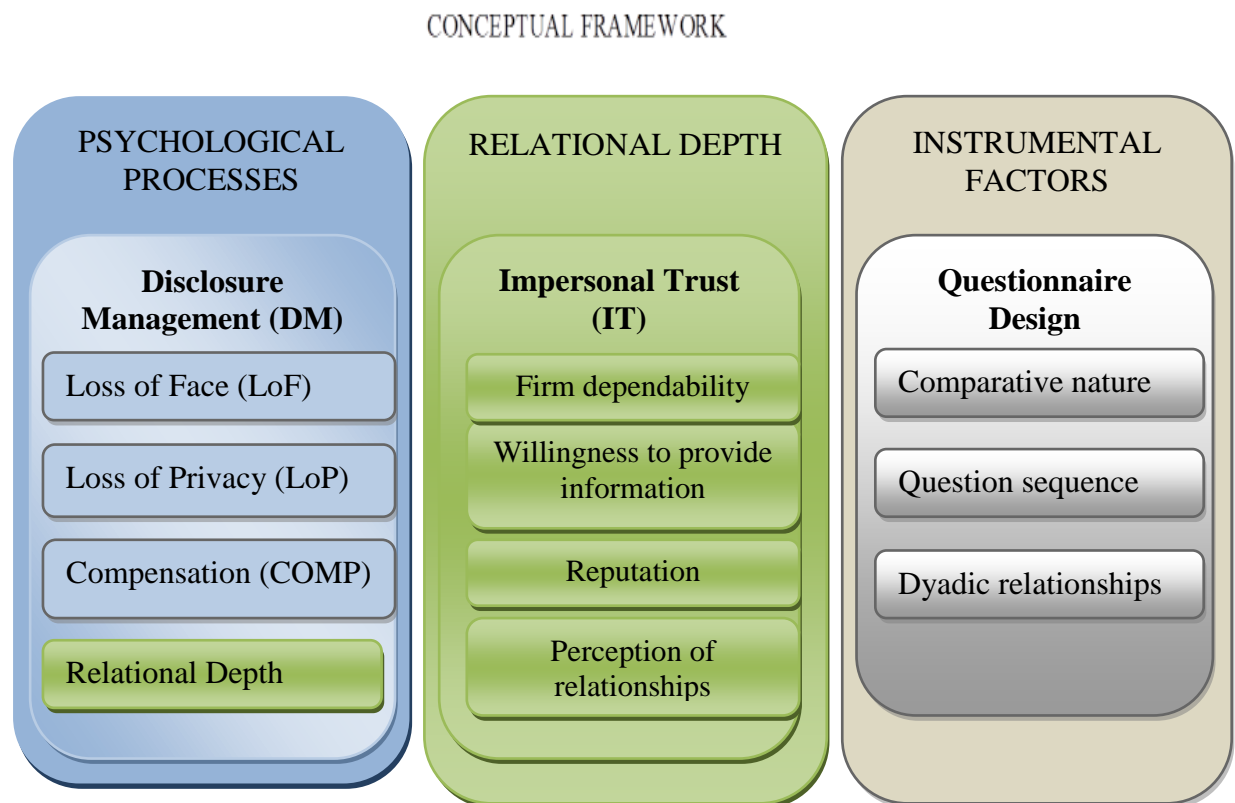 CONCEPTUAL FRAMEWORK
PSYCHOLOGICAL
PROCESSES
Disclosure
Management (DM)
Loss of Face (LoF)
Loss of Privacy (LoP)
Compensation (COMP)
Relational Depth
RELATIONAL DEPTH
Impersonal Trust
(IT)
Firm dependability
Willingness to provide
information
Reputation
Perception of
relationships
INSTRUMENTAL
FACTORS
Questionnaire
Design
Comparative nature
Question sequence
Dyadic relationships